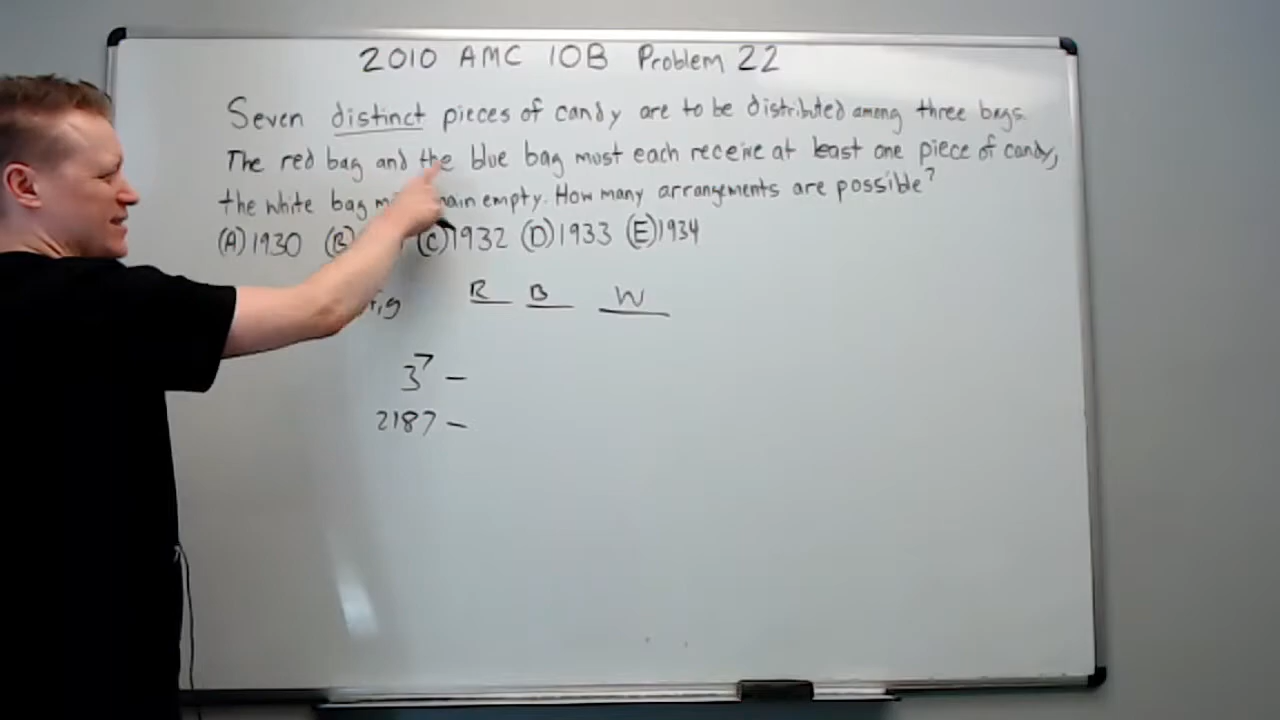 2010 AMC 10B Problem 22
Seven distinct pieces of candy are to be distributed among three bags.
The red bag and the blue bag must each receive at least one piece of candy,
the white bag empty. How many arrangements are possible?
(A) 1930 (B) (C) 1932 (D) 1933 (E) 1934
R B W
3⁷ –
2187 –